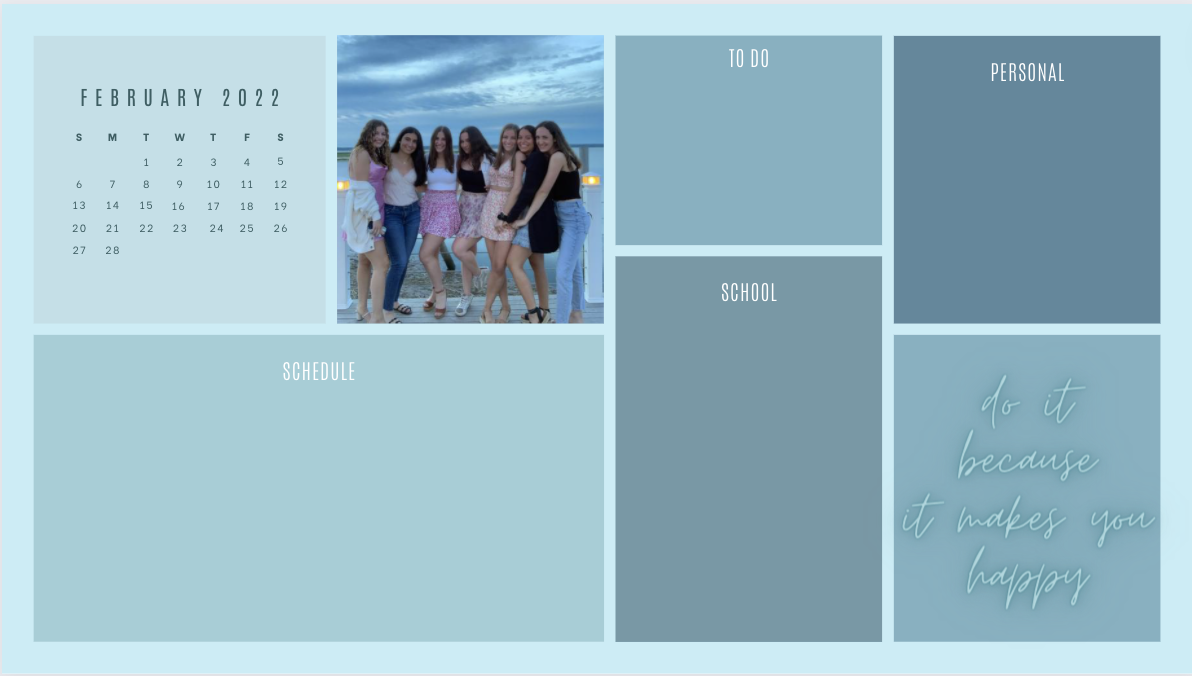 FEBRUARY 2022
S M T W T F S
1 2 3 4 5
6 7 8 9 10 11 12
13 14 15 16 17 18 19
20 21 22 23 24 25 26
27 28
TO DO
PERSONAL
SCHOOL
SCHEDULE
do it
because
it makes you
happy